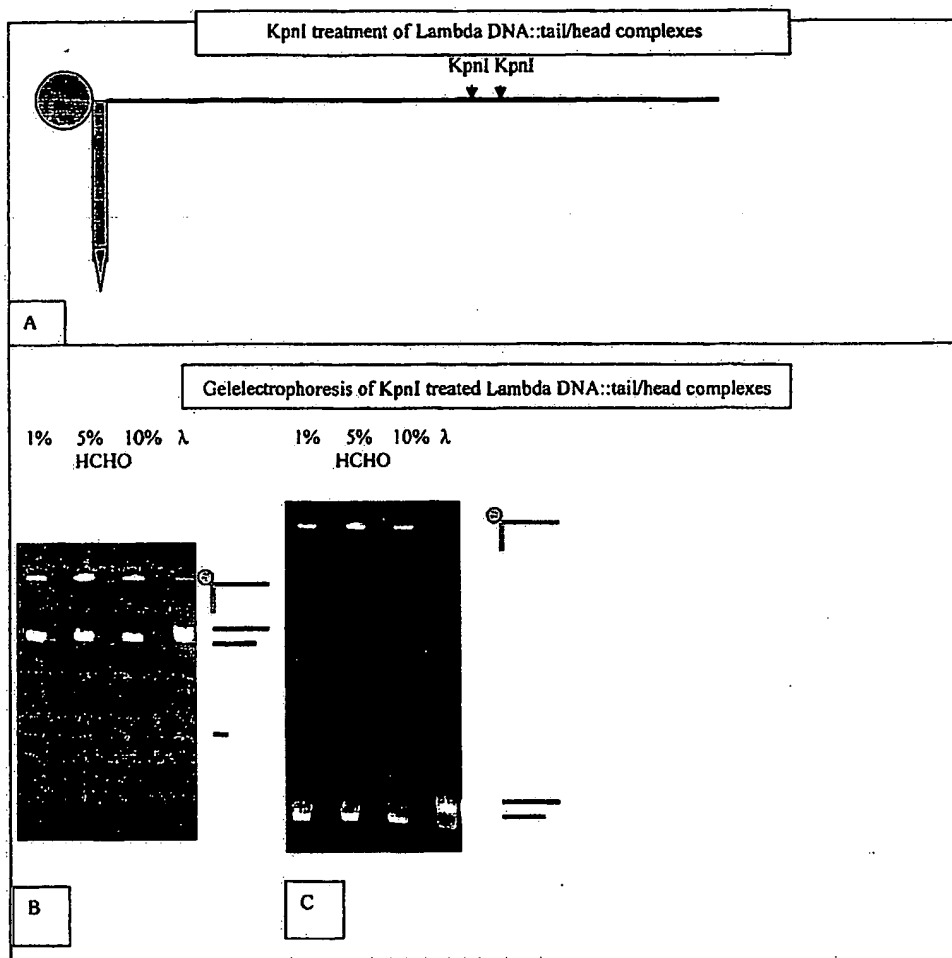 KpnI treatment of Lambda DNA::tail/head complexes
KpnI KpnI
A
Gelelectrophoresis of KpnI treated Lambda DNA::tail/head complexes
1% 5% 10% λ
HCHO
1% 5% 10% λ
HCHO
B
C